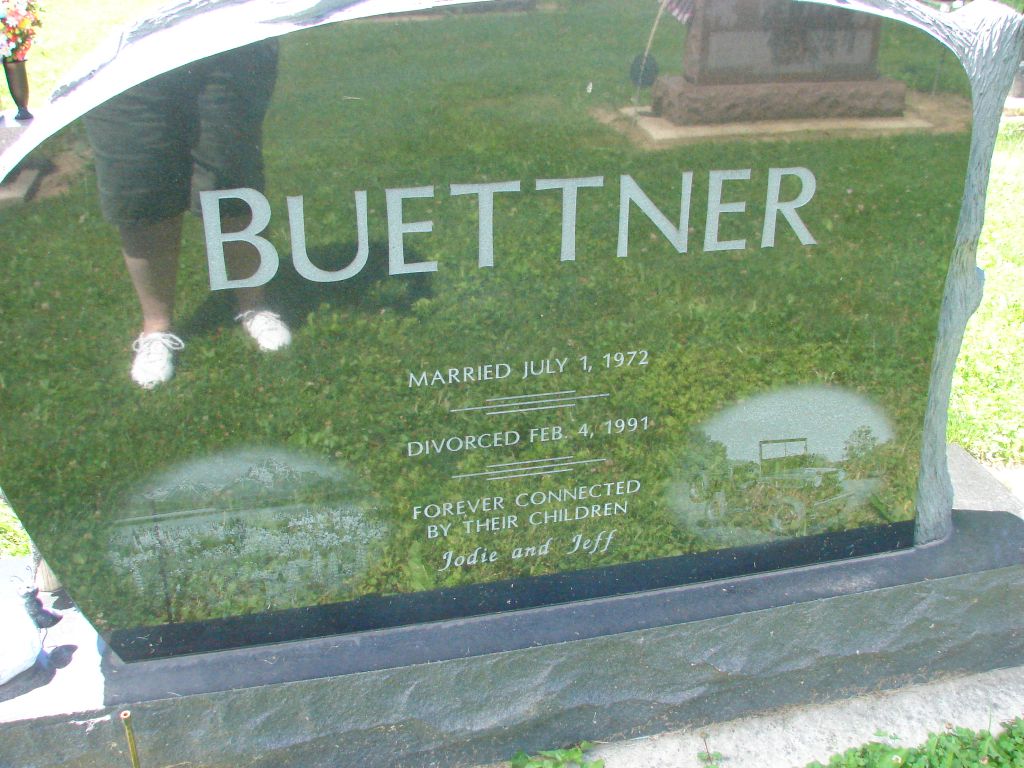 BUETTNER
MARRIED JULY 1, 1972
DIVORCED FEB. 4, 1991
FOREVER CONNECTED
BY THEIR CHILDREN
Jodie and Jeff